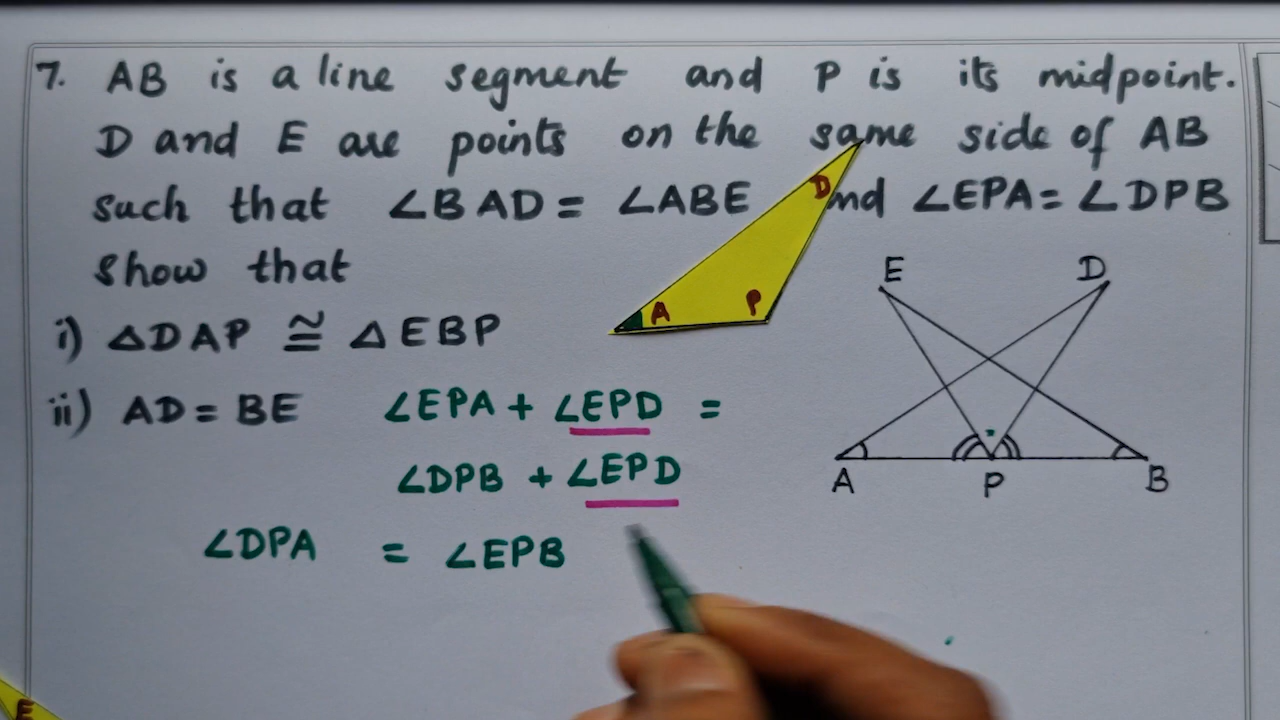 7. AB is a line segment and P is its midpoint.
D and E are points on the same side of AB
such that ∠BAD = ∠ABE and ∠EPA = ∠DPB
show that
i) △DAP ≅ △EBP
ii) AD = BE
∠EPA + ∠EPD =
∠DPB + ∠EPD
∠DPA = ∠EPB
D
A P
E D
A P B
E